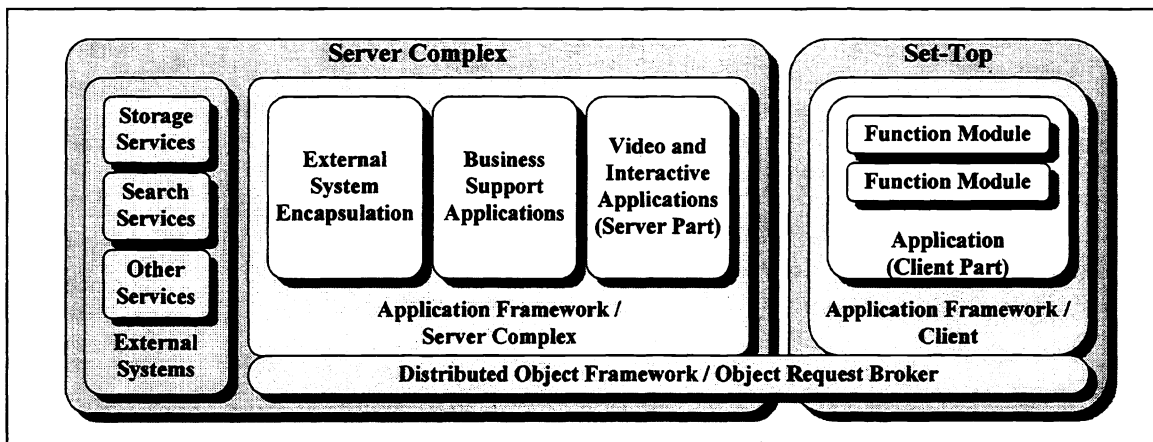 Server Complex
Storage
Services
Search
Services
Other
Services
External
Systems
External
System
Encapsulation
Business
Support
Applications
Video and
Interactive
Applications
(Server Part)
Application Framework /
Server Complex
Set-Top
Function Module
Function Module
Application
(Client Part)
Application Framework /
Client
Distributed Object Framework / Object Request Broker